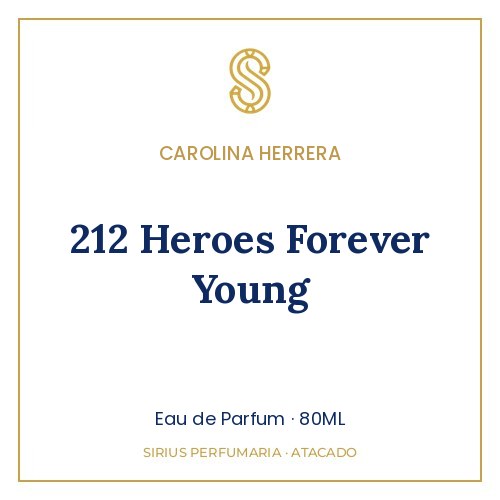 CAROLINA HERRERA
212 Heroes Forever
Young
Eau de Parfum · 80ML
SIRIUS PERFUMARIA · ATACADO